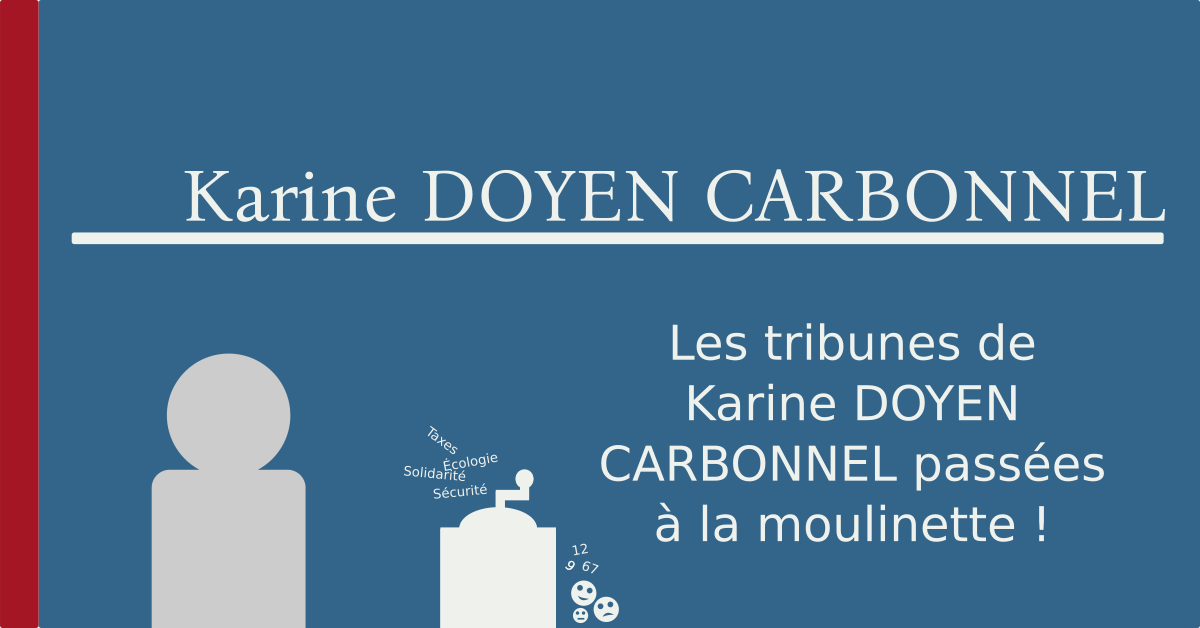 Karine DOYEN CARBONNEL
Les tribunes de
Karine DOYEN
CARBONNEL passées
à la moulinette !
Taxes
Écologie
Solidarité
Sécurité
12
9 67